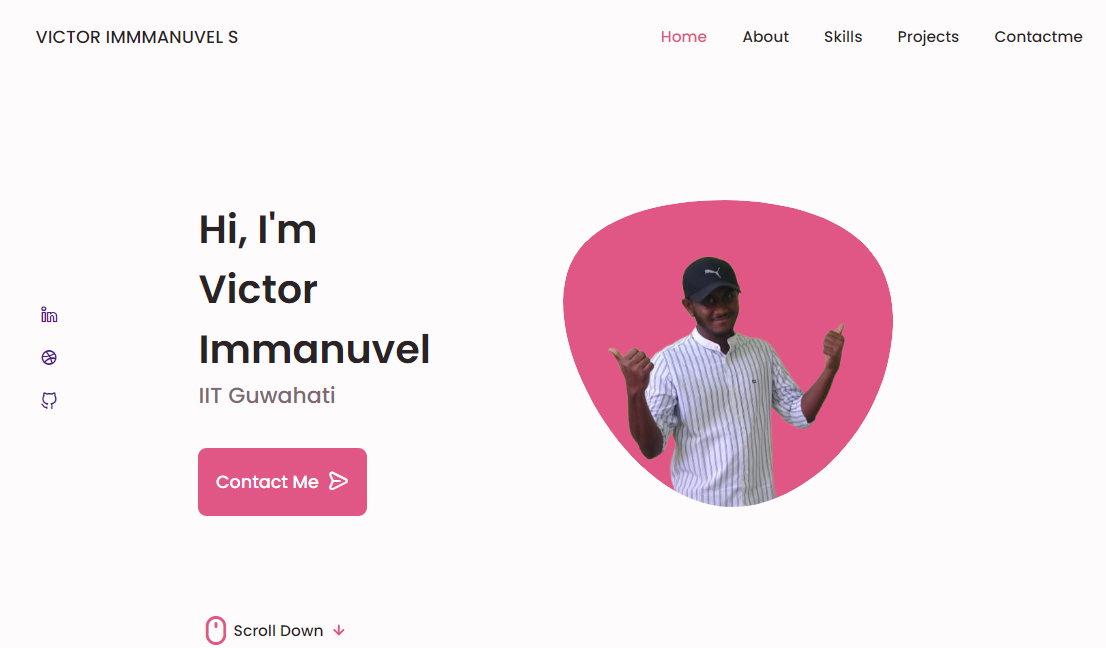 VICTOR IMMMANUVEL S
Home About Skills Projects Contactme
Hi, I'm
Victor
Immanuvel
IIT Guwahati
Contact Me
Scroll Down